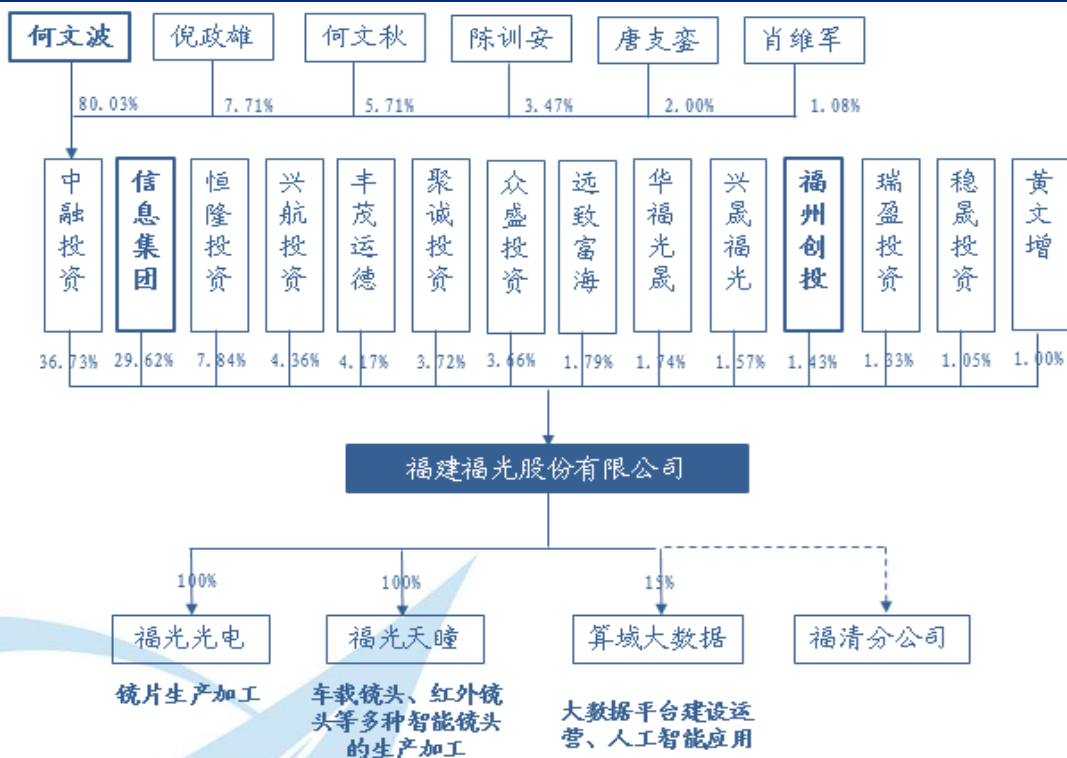 何文波
倪政雄
何文秋
陈训安
唐支銮
肖维军
80.03%
7.71%
5.71%
3.47%
2.00%
1.08%
中融投资
信息集团
恒隆投资
兴航投资
丰茂运德
聚诚投资
众盛投资
远致富海
华福光晟
兴晟福光
福州创投
瑞盈投资
稳晟投资
黄文增
36.73%
29.62%
7.84%
4.36%
4.17%
3.72%
3.66%
1.79%
1.74%
1.57%
1.43%
1.33%
1.05%
1.00%
福建福光股份有限公司
100%
100%
15%
福光光电
福光天瞳
算域大数据
福清分公司
镜片生产加工
车载镜头、红外镜
头等多种智能镜头
的生产加工
大数据平台建设运
营、人工智能应用